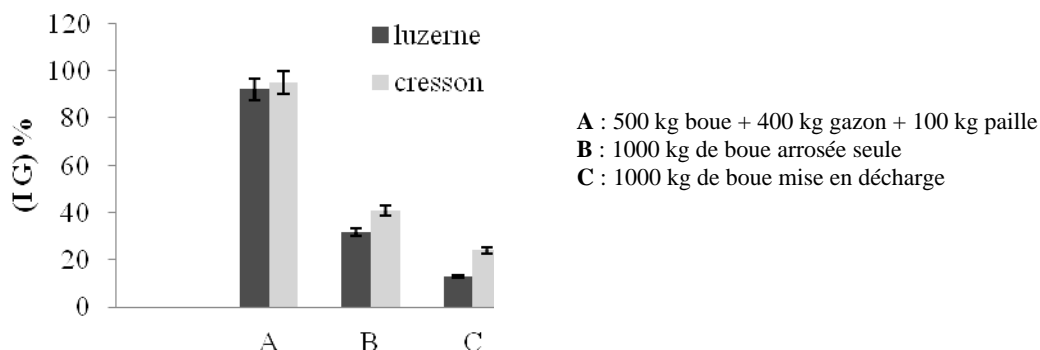 120
100
80
60
40
20
0
(IG) %
luzerne
cresson
A
B
C
A : 500 kg boue + 400 kg gazon + 100 kg paille
B : 1000 kg de boue arrosée seule
C : 1000 kg de boue mise en décharge